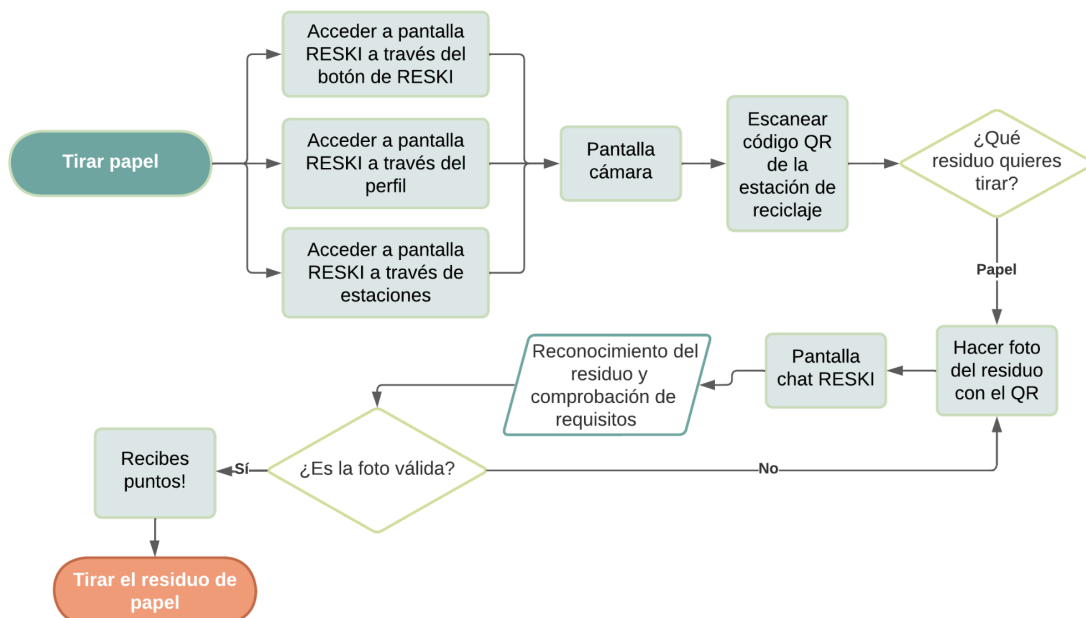 Acceder a pantalla
RESKI a través del
botón de RESKI
Tirar papel
Acceder a pantalla
RESKI a través del
perfil
Acceder a pantalla
RESKI a través de
estaciones
Pantalla
cámara
Escanear
código QR
de la
estación de
reciclaje
¿Qué
residuo quieres
tirar?
Papel
Hacer foto
del residuo
con el QR
Pantalla
chat RESKI
Reconocimiento del
residuo y
comprobación de
requisitos
¿Es la foto válida?
No
Sí
Recibes
puntos!
Tirar el residuo de
papel